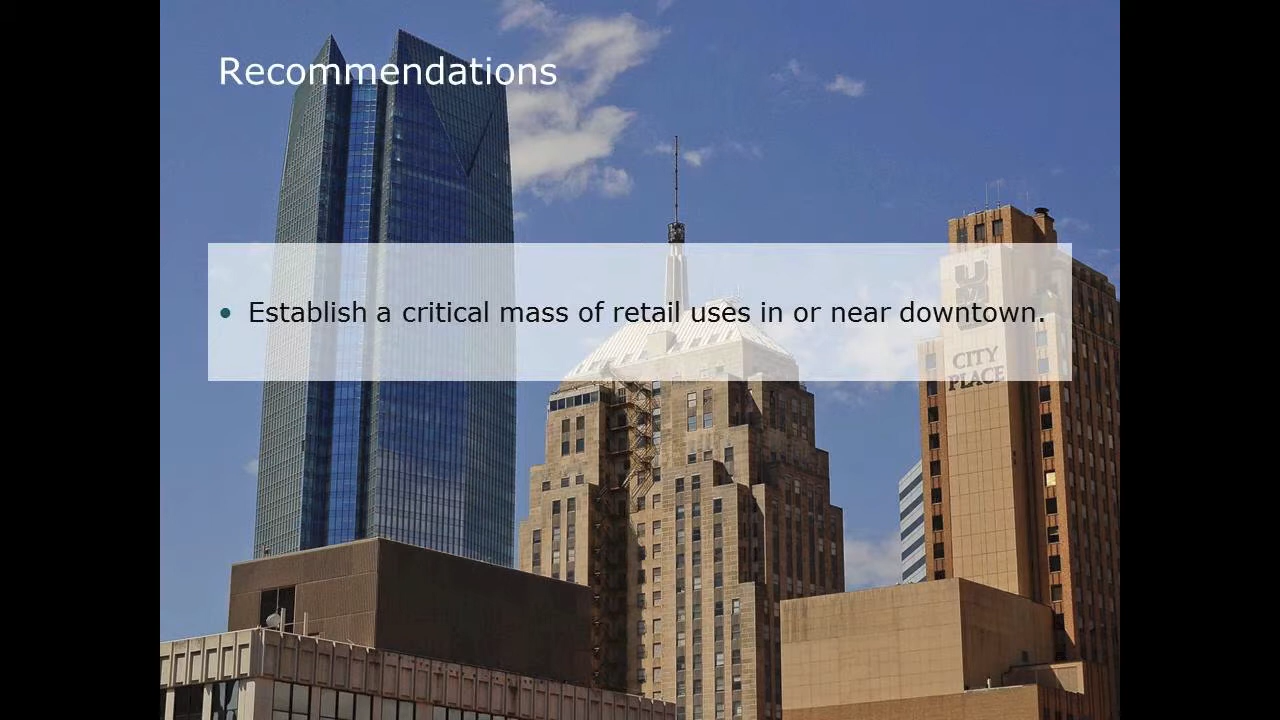 Recommendations
• Establish a critical mass of retail uses in or near downtown.
CITY
PLACE